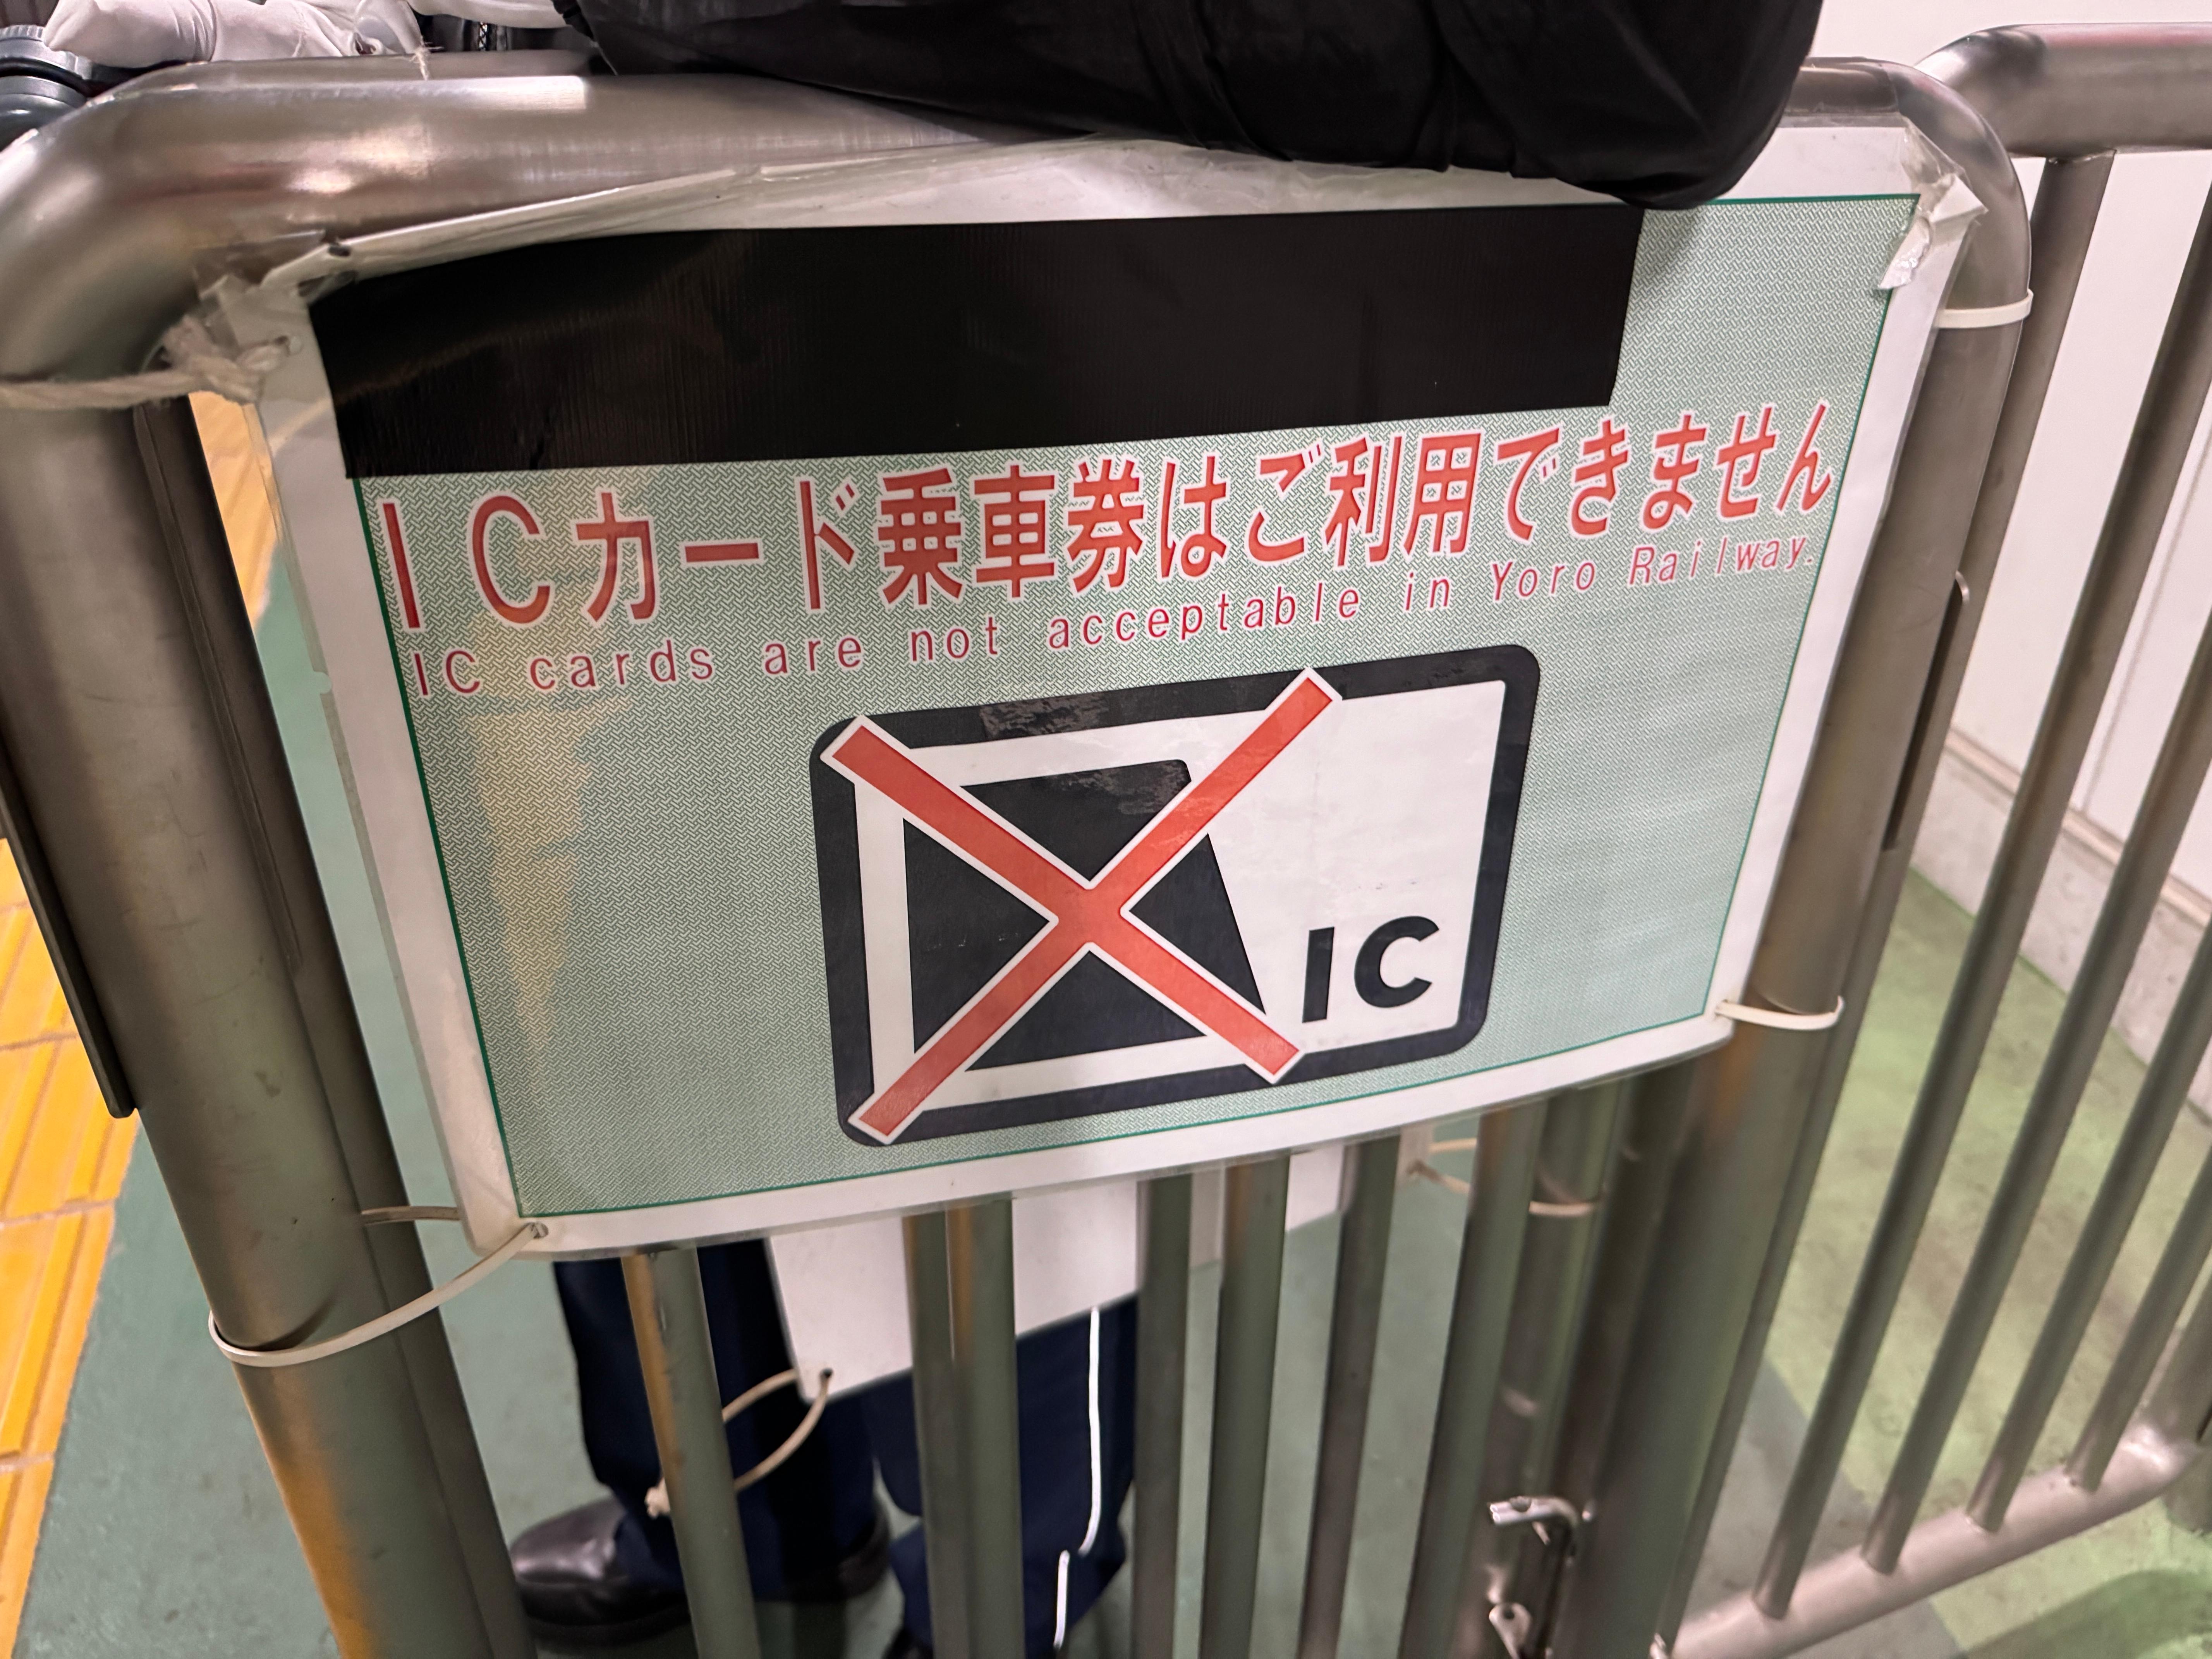 ICカード乗車券はご利用できません
IC cards are not acceptable in Yoro Railway.
IC